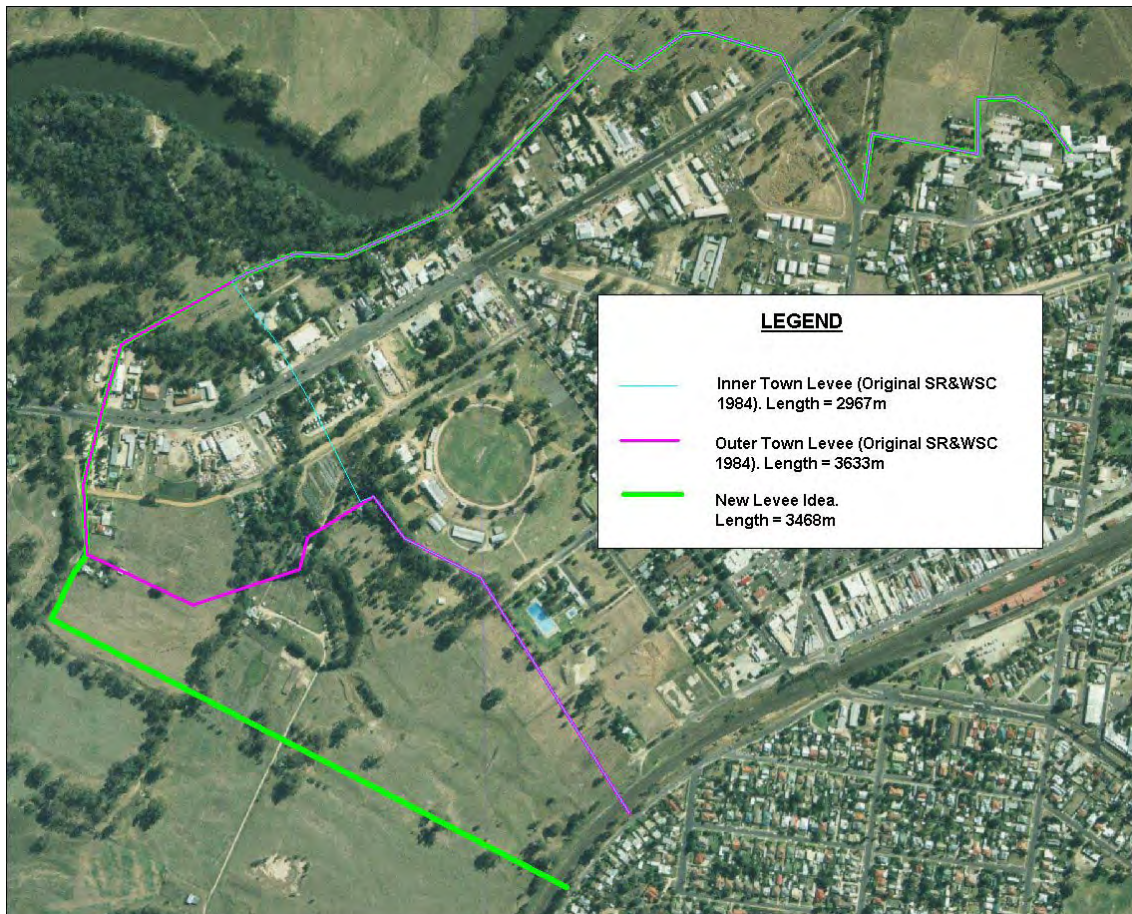 LEGEND
Inner Town Levee (Original SR&WSC
1984). Length = 2967m
Outer Town Levee (Original SR&WSC
1984). Length = 3633m
New Levee Idea.
Length = 3468m